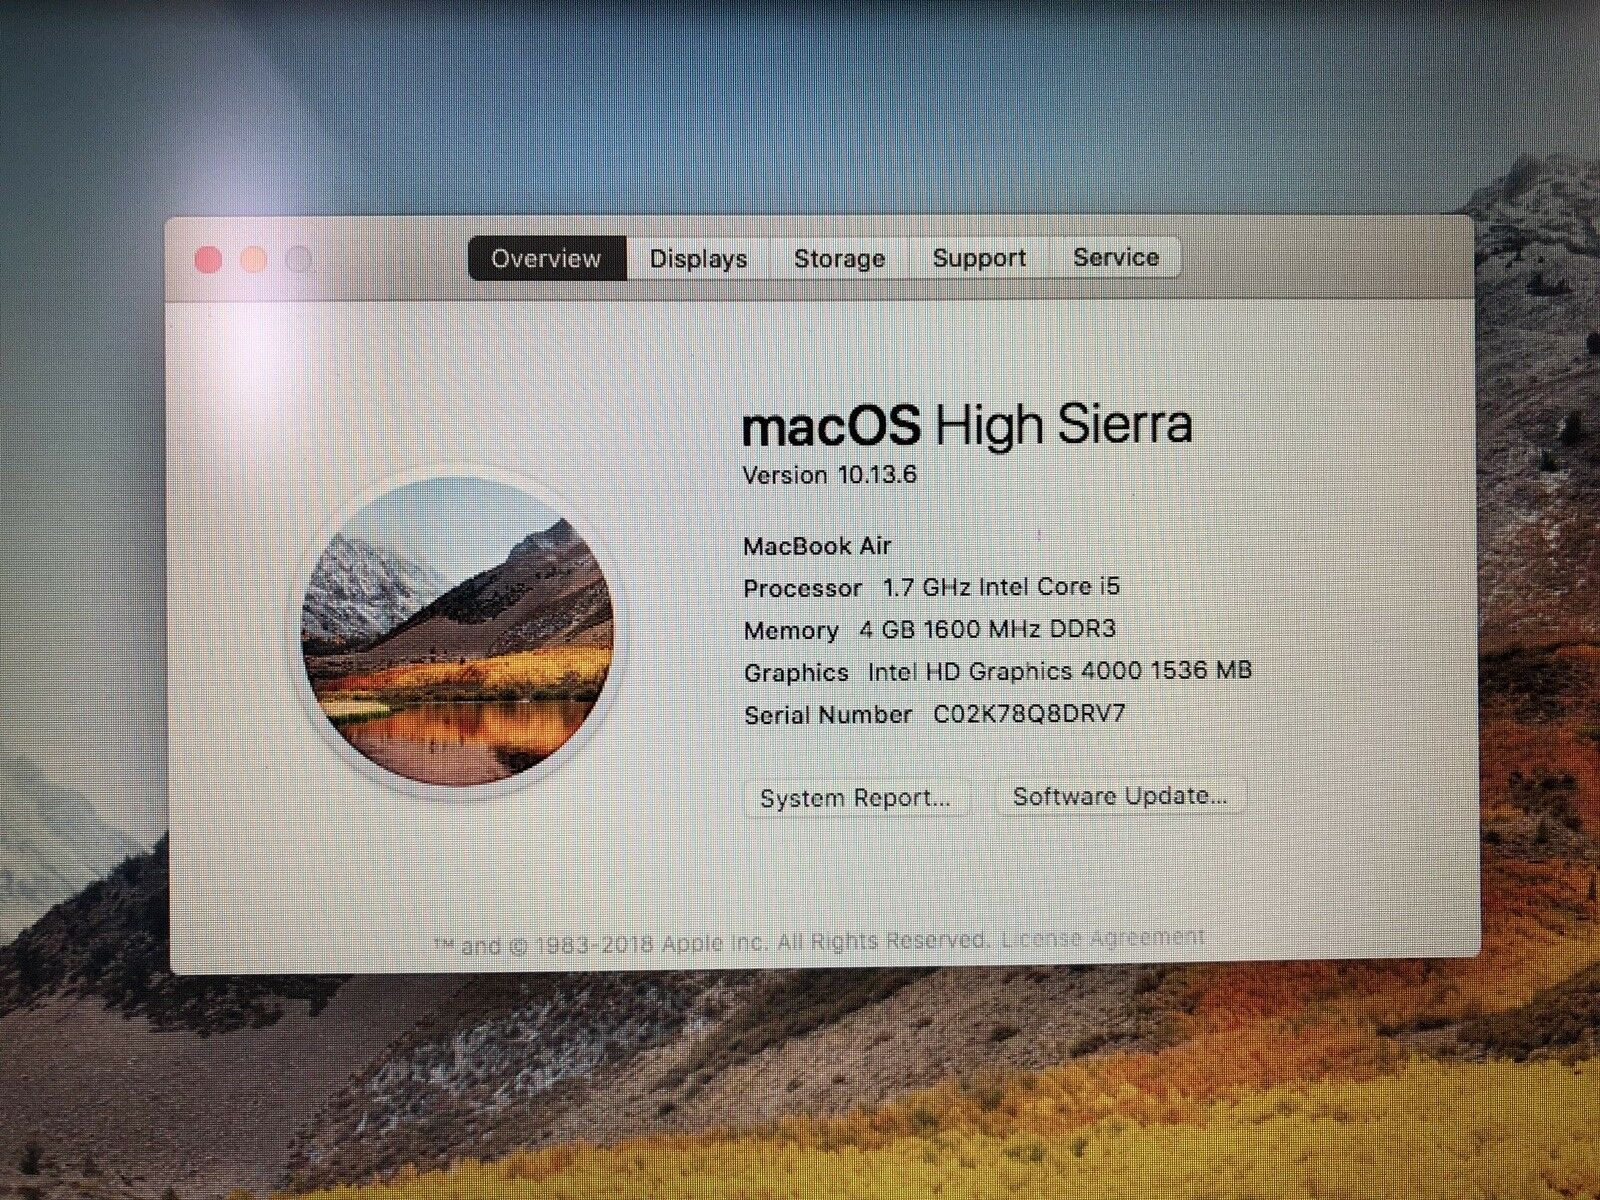 Overview Displays Storage Support Service
macOS High Sierra
Version 10.13.6
MacBook Air
Processor 1.7 GHz Intel Core i5
Memory 4 GB 1600 MHz DDR3
Graphics Intel HD Graphics 4000 1536 MB
Serial Number C02K78Q8DRV7
System Report... Software Update...
™ and © 1983-2018 Apple Inc. All Rights Reserved. License Agreement